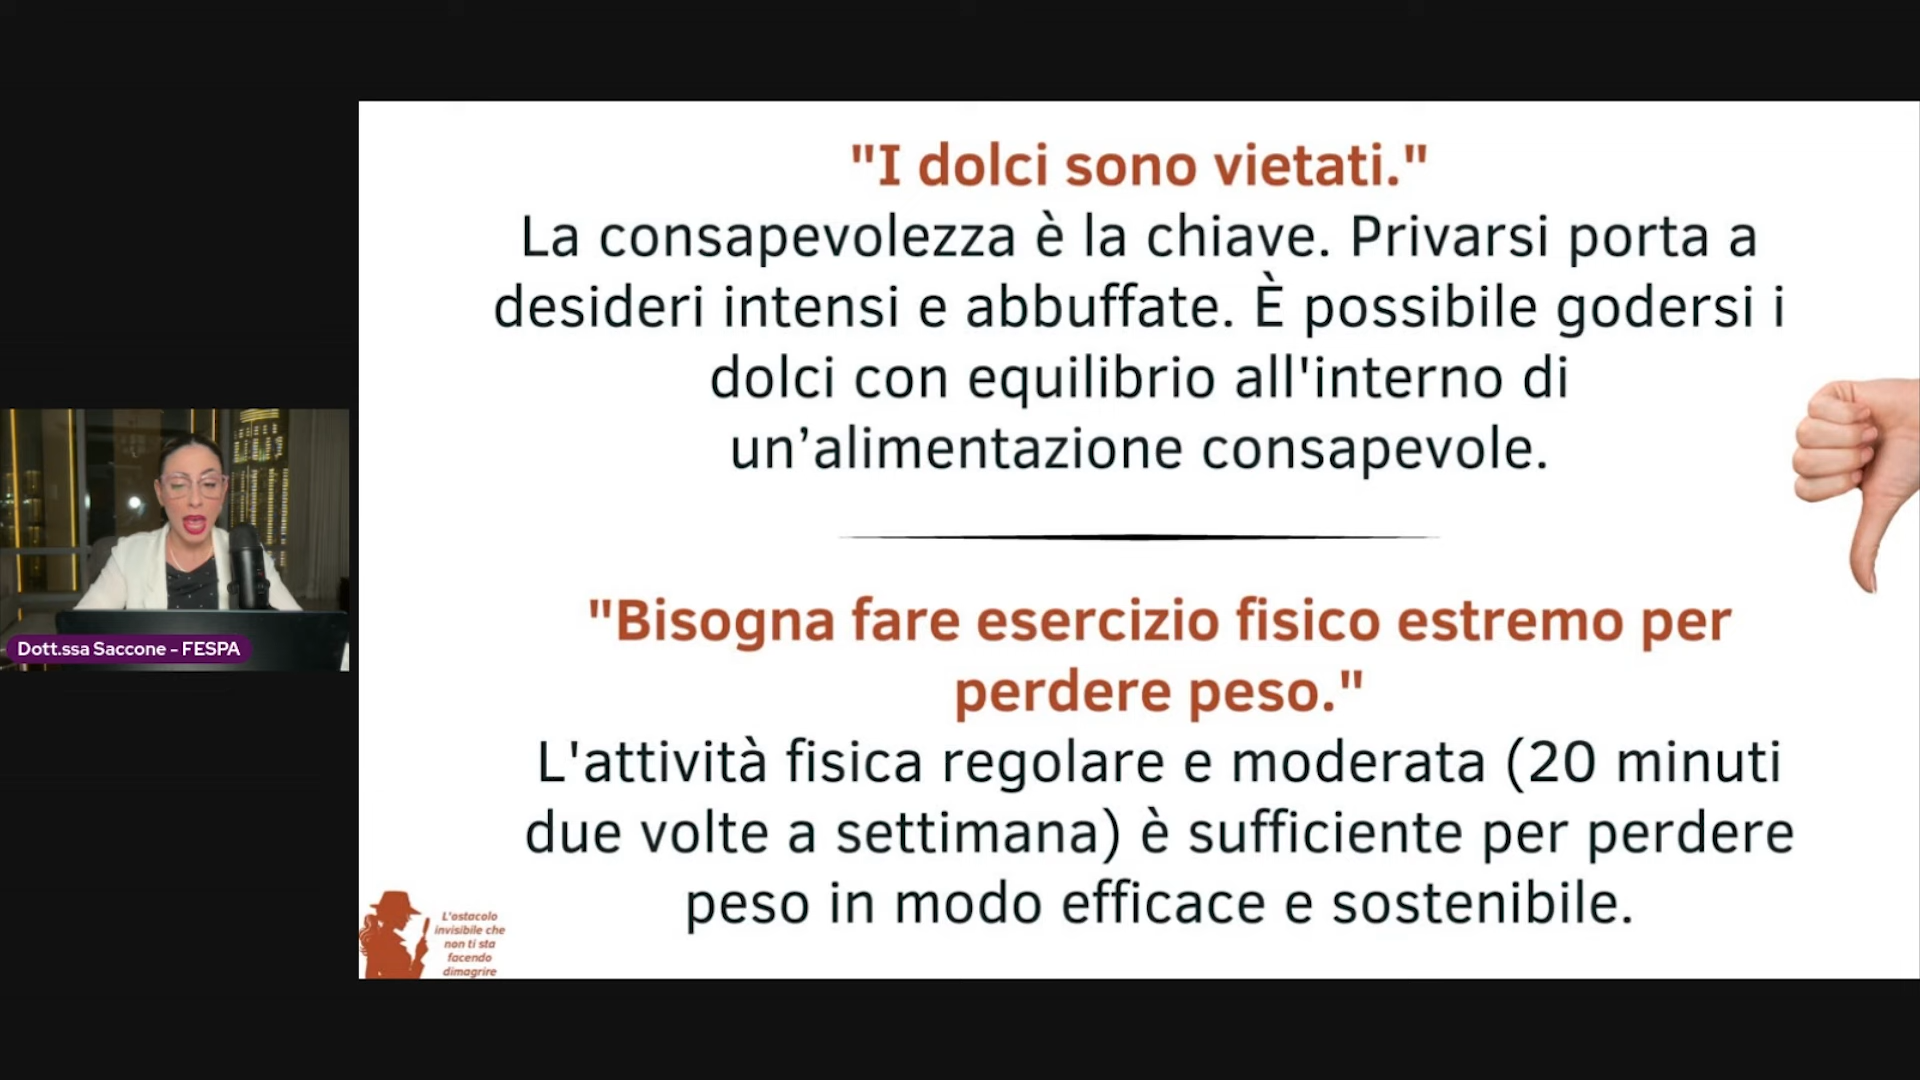 "I dolci sono vietati."
La consapevolezza è la chiave. Privarsi porta a
desideri intensi e abbuffate. È possibile godersi i
dolci con equilibrio all'interno di
un’alimentazione consapevole.
"Bisogna fare esercizio fisico estremo per
perdere peso."
L'attività fisica regolare e moderata (20 minuti
due volte a settimana) è sufficiente per perdere
peso in modo efficace e sostenibile.
Dott.ssa Saccone - FESPA
L'ostacolo
invisibile che
non ti sta
facendo
dimagrire